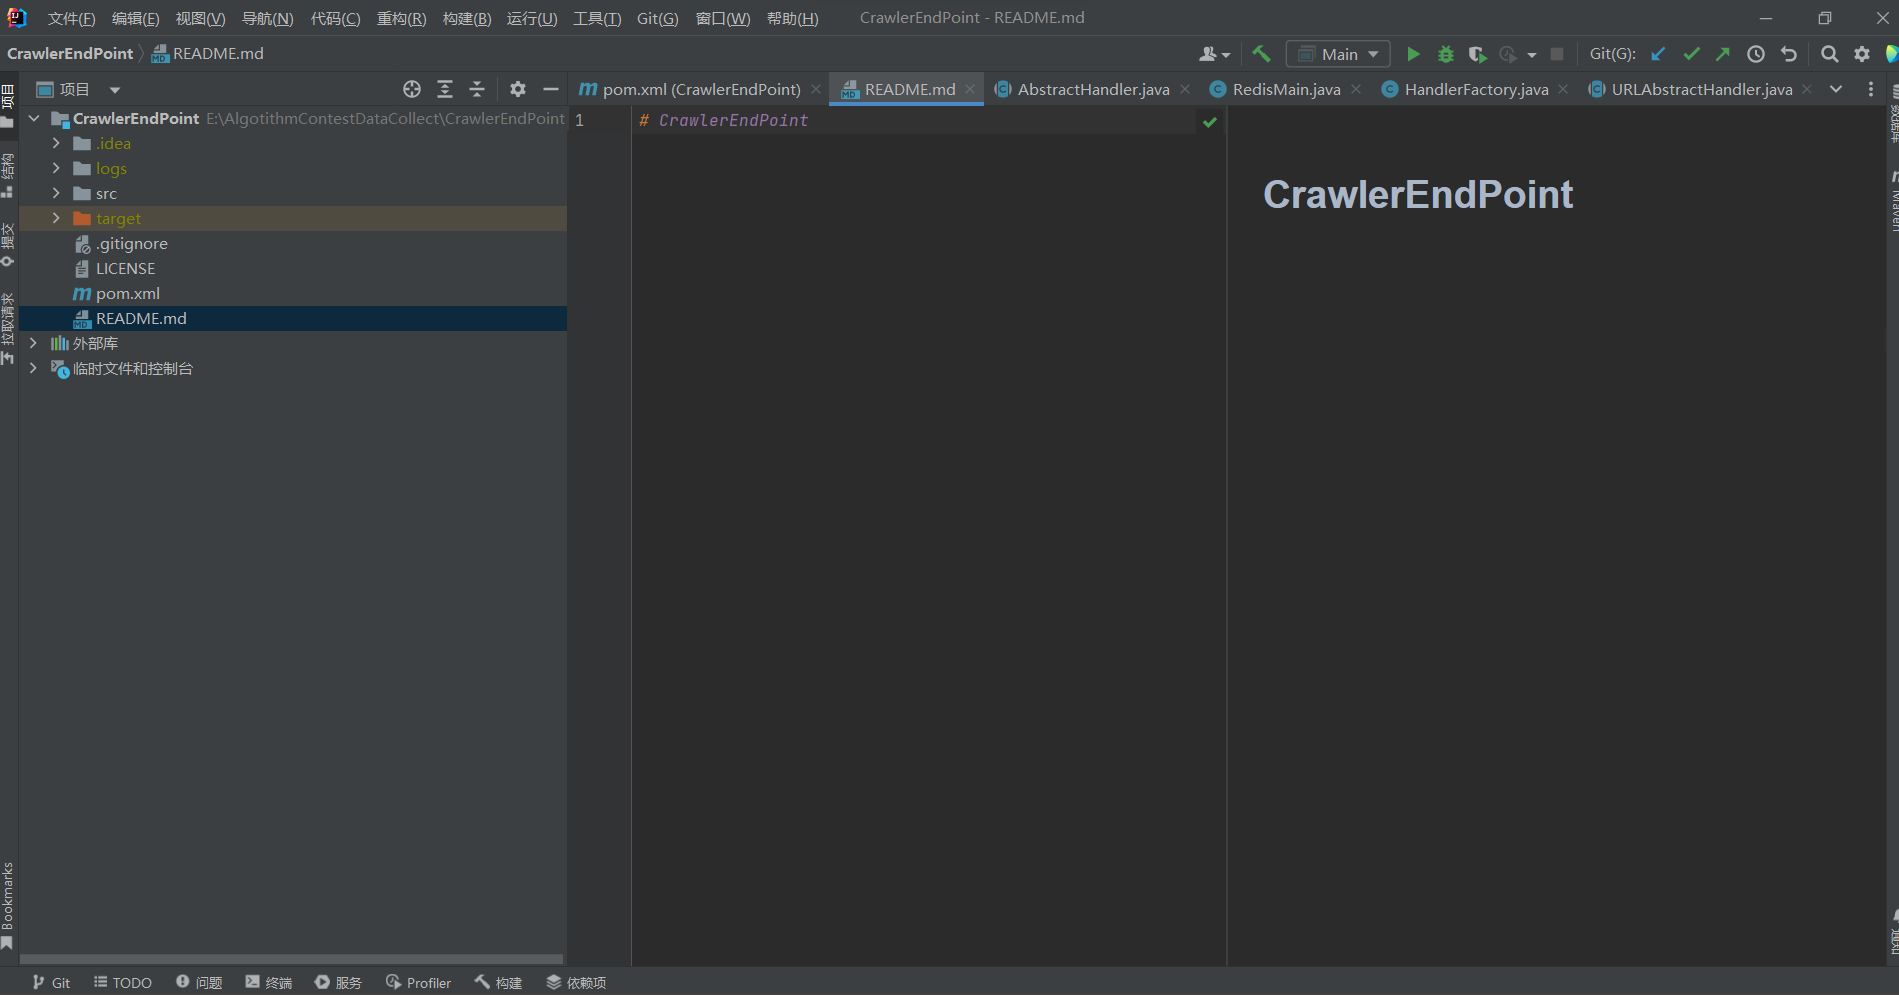 文件(F) 编辑(E) 视图(V) 导航(N) 代码(C) 重构(R) 构建(B) 运行(U) 工具(T) Git(G) 窗口(W) 帮助(H) CrawlerEndPoint - README.md
CrawlerEndPoint README.md Main Git(G):
项目
pom.xml (CrawlerEndPoint) README.md AbstractHandler.java RedisMain.java HandlerFactory.java URLAbstractHandler.java
CrawlerEndPoint E:\AlgotithmContestDataCollect\CrawlerEndPoint
.idea
logs
src
target
.gitignore
LICENSE
pom.xml
README.md
外部库
临时文件和控制台
1 # CrawlerEndPoint
CrawlerEndPoint
项目
结构
提交
拉取请求
Bookmarks
数据库
Maven
通知
Git TODO 问题 终端 服务 Profiler 构建 依赖项